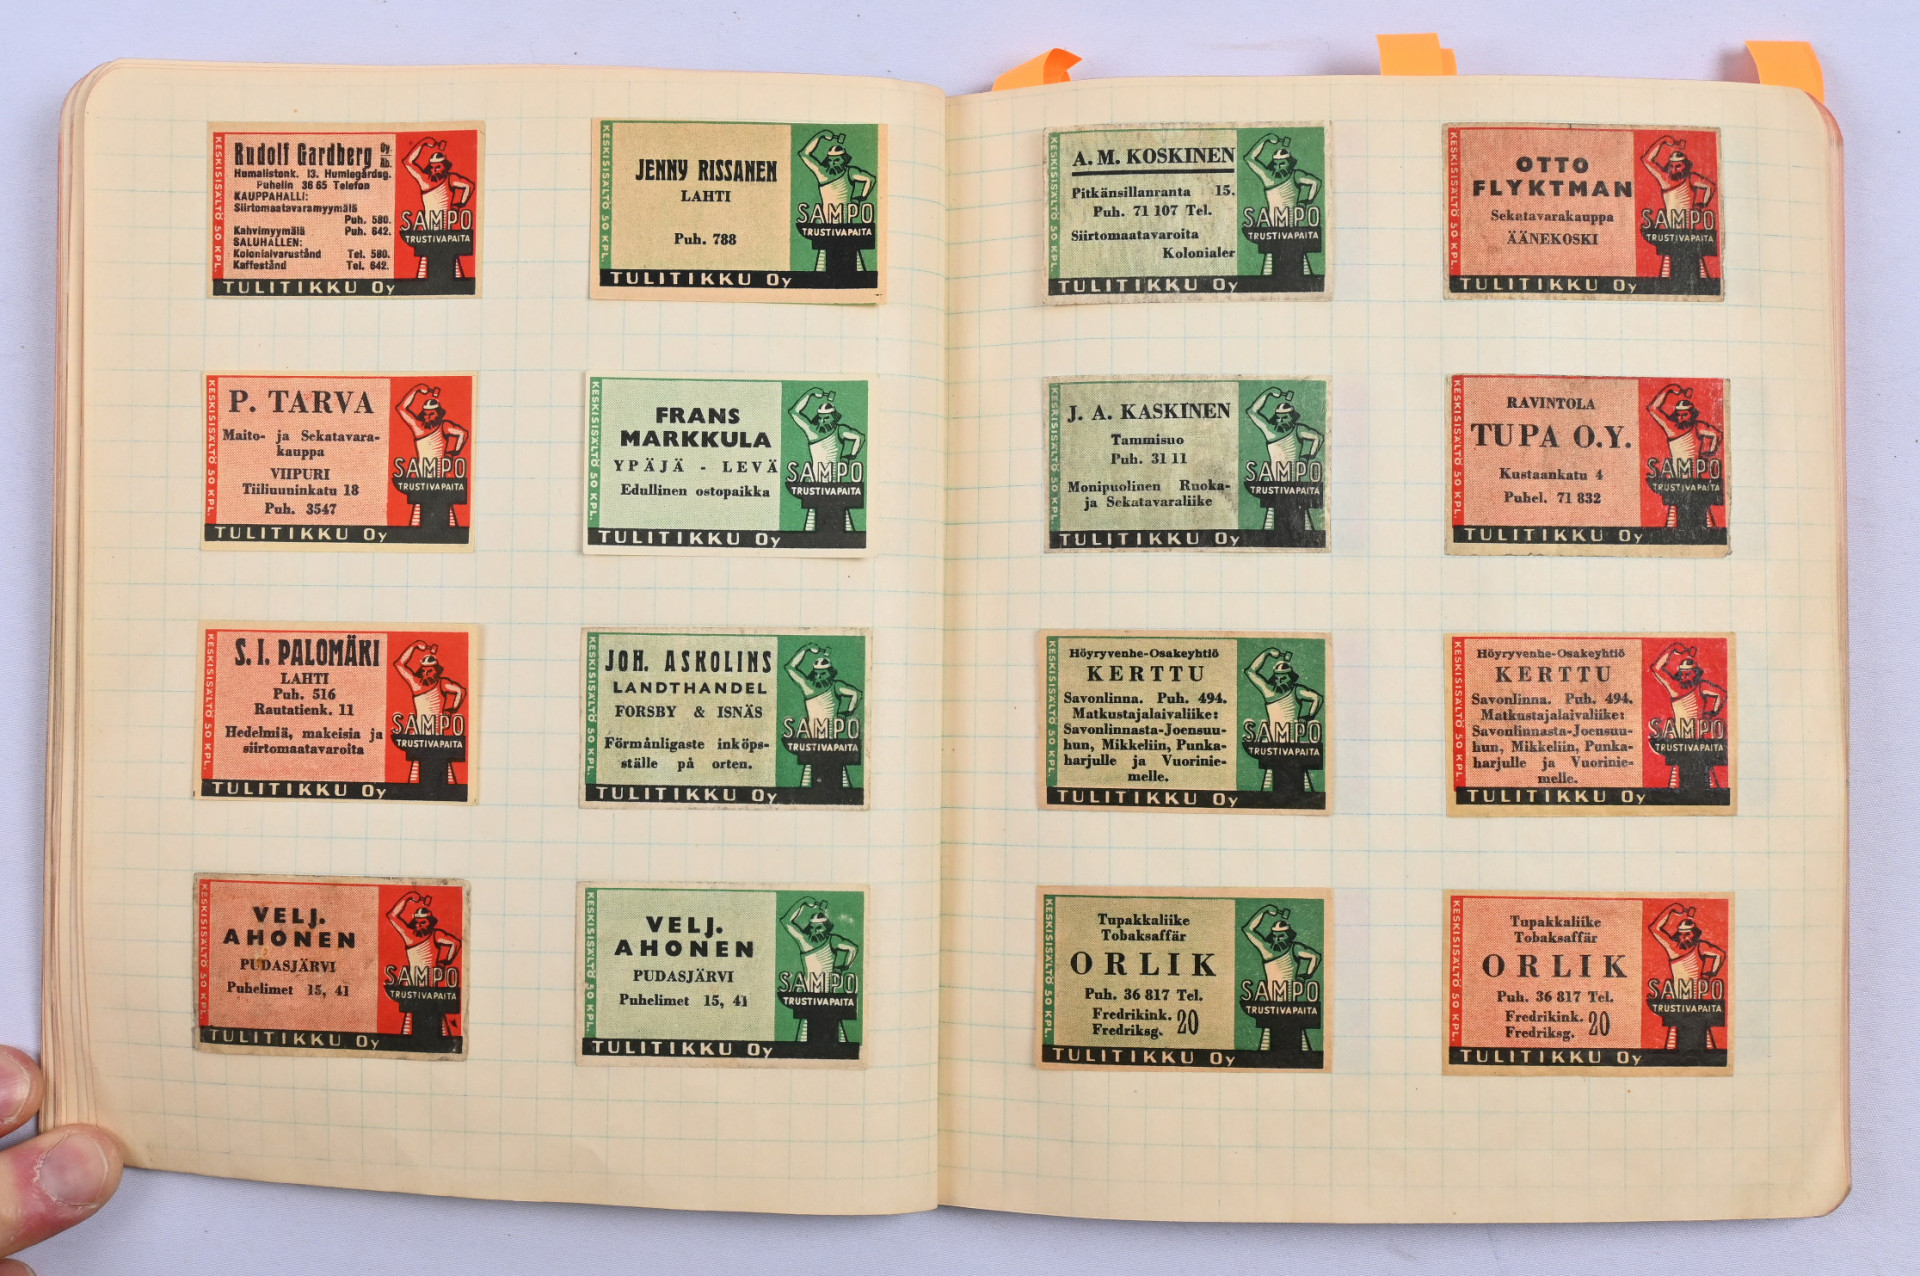 KESKISISÄLTÖ 50 KPL.
Rudolf Gardberg Oy. Ab.
Humalistonk. 13. Humlegårdsg.
Puhelin 36 65 Telefon
KAUPPAHALLI:
Siirtomaatavaramyymälä
Puh. 580.
Kahvimyymälä Puh. 642.
SALUHALLEN:
Kolonialvarustånd Tel. 580.
Kaffestånd Tel. 642.
SAMPO
TRUSTIVAPAITA
TULITIKKU Oy
KESKISISÄLTÖ 50 KPL.
JENNY RISSANEN
LAHTI
Puh. 788
SAMPO
TRUSTIVAPAITA
TULITIKKU Oy
KESKISISÄLTÖ 50 KPL.
P. TARVA
Maito- ja Sekatavara-
kauppa
VIIPURI
Tiilinuuninkatu 18
Puh. 3547
SAMPO
TRUSTIVAPAITA
TULITIKKU Oy
KESKISISÄLTÖ 50 KPL.
FRANS
MARKKULA
YPÄJÄ - LEVÄ
Edullinen ostopaikka
SAMPO
TRUSTIVAPAITA
TULITIKKU Oy
KESKISISÄLTÖ 50 KPL.
S. I. PALOMÄKI
LAHTI
Puh. 516
Rautatienk. 11
Hedelmiä, makeisia ja
siirtomaatavaroita
SAMPO
TRUSTIVAPAITA
TULITIKKU Oy
KESKISISÄLTÖ 50 KPL.
JOH. ASKOLINS
LANDTHANDEL
FORSBY & ISNÄS
Förmånligaste inköps-
ställe på orten.
SAMPO
TRUSTIVAPAITA
TULITIKKU Oy
KESKISISÄLTÖ 50 KPL.
VELJ.
AHONEN
PUDASJÄRVI
Puhelimet 15, 41
SAMPO
TRUSTIVAPAITA
TULITIKKU Oy
KESKISISÄLTÖ 50 KPL.
VELJ.
AHONEN
PUDASJÄRVI
Puhelimet 15, 41
SAMPO
TRUSTIVAPAITA
TULITIKKU Oy
KESKISISÄLTÖ 50 KPL.
A. M. KOSKINEN
Pitkänsillanranta 15.
Puh. 71 107 Tel.
Siirtomaatavaroita
Kolonialer
SAMPO
TRUSTIVAPAITA
TULITIKKU Oy
KESKISISÄLTÖ 50 KPL.
OTTO
FLYKTMAN
Sekatavarakauppa
ÄÄNEKOSKI
SAMPO
TRUSTIVAPAITA
TULITIKKU Oy
KESKISISÄLTÖ 50 KPL.
J. A. KASKINEN
Tammisuo
Puh. 31 11
Monipuolinen Ruoka-
ja Sekatavaraliike
SAMPO
TRUSTIVAPAITA
TULITIKKU Oy
KESKISISÄLTÖ 50 KPL.
RAVINTOLA
TUPA O.Y.
Kustaankatu 4
Puhel. 71 832
SAMPO
TRUSTIVAPAITA
TULITIKKU Oy
KESKISISÄLTÖ 50 KPL.
Höyryvenhe-Osakeyhtiö
KERTTU
Savonlinna. Puh. 494.
Matkustajalaivaliike:
Savonlinnasta-Joensuu-
hun, Mikkeliin, Punka-
harjulle ja Vuorinie-
melle.
SAMPO
TRUSTIVAPAITA
TULITIKKU Oy
KESKISISÄLTÖ 50 KPL.
Höyryvenhe-Osakeyhtiö
KERTTU
Savonlinna. Puh. 494.
Matkustajalaivaliike:
Savonlinnasta-Joensuu-
hun, Mikkeliin, Punka-
harjulle ja Vuorinie-
melle.
SAMPO
TRUSTIVAPAITA
TULITIKKU Oy
KESKISISÄLTÖ 50 KPL.
Tupakkaliike
Tobaksaffär
ORLIK
Puh. 36 817 Tel.
Fredrikink. 20
Fredriksg.
SAMPO
TRUSTIVAPAITA
TULITIKKU Oy
KESKISISÄLTÖ 50 KPL.
Tupakkaliike
Tobaksaffär
ORLIK
Puh. 36 817 Tel.
Fredrikink. 20
Fredriksg.
SAMPO
TRUSTIVAPAITA
TULITIKKU Oy